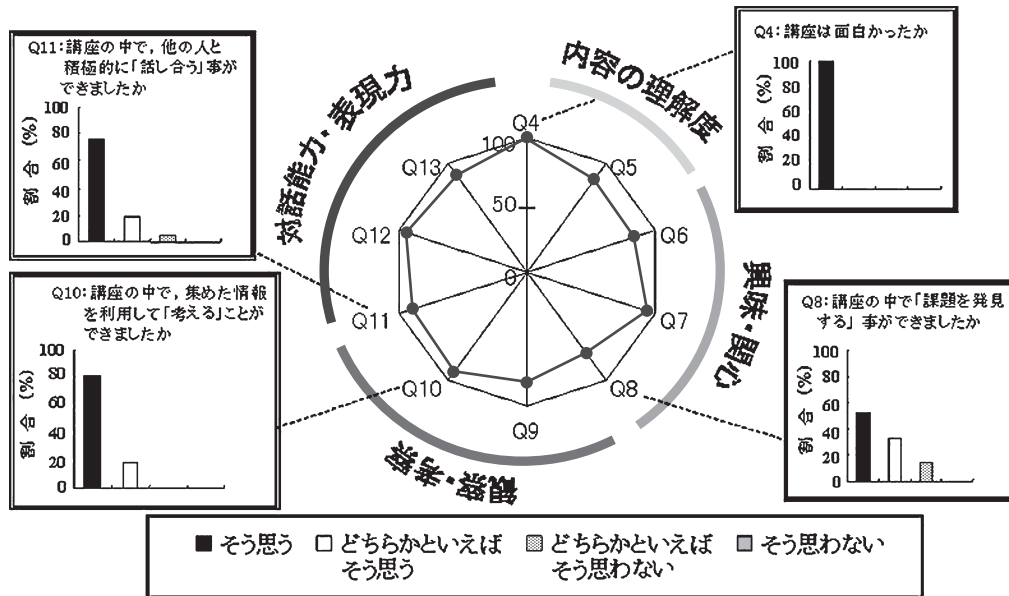 Q11:講座の中で，他の人と
積極的に「話し合う」事が
できましたか
割合 (%)
100
80
60
40
20
0
対話能力・表現力
内容の理解度
Q4:講座は面白かったか
割合 (%)
100
80
60
40
20
0
Q4
Q5
Q6
Q7
Q8
Q9
Q10
Q11
Q12
Q13
100
50
0
興味・関心
Q10:講座の中で，集めた情報
を利用して「考える」ことが
できましたか
割合 (%)
100
80
60
40
20
0
Q8:講座の中で「課題を発見
する」事ができましたか
割合 (%)
100
80
60
40
20
0
そう思う
どちらかといえば
そう思う
どちらかといえば
そう思わない
そう思わない